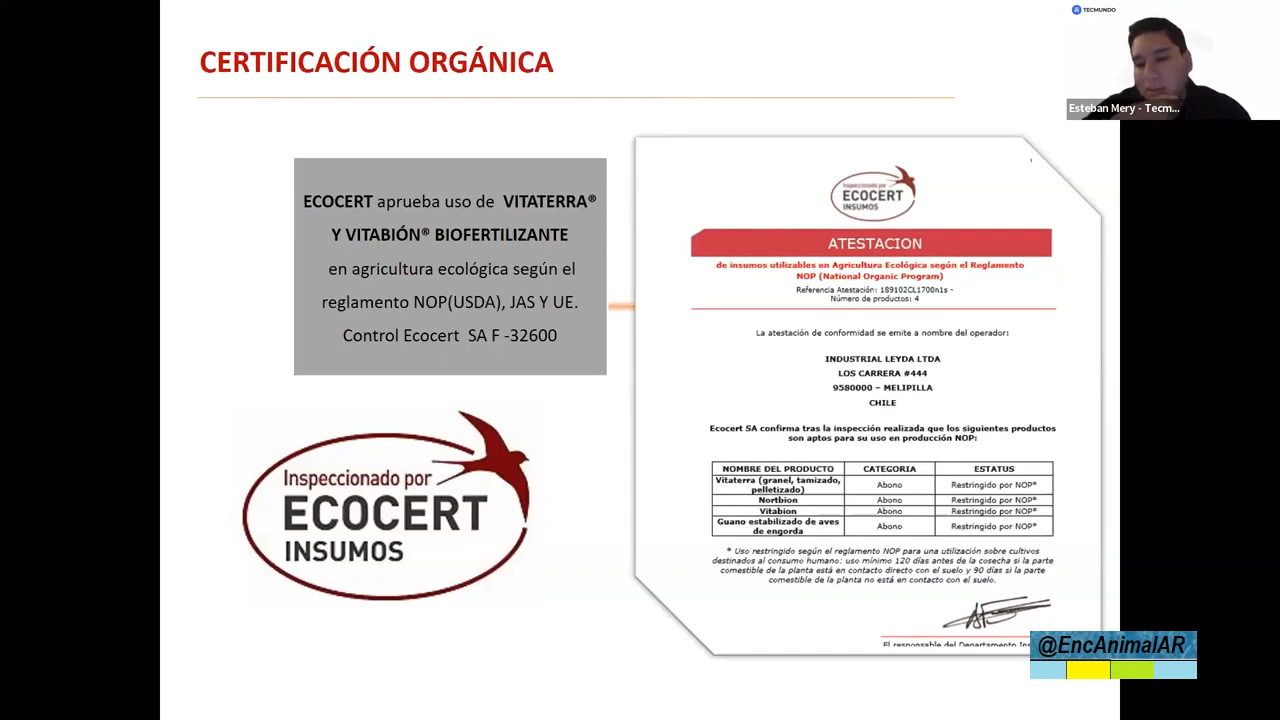 TECMUNDO
Esteban Mery - Tecm...
CERTIFICACIÓN ORGÁNICA
ECOCERT aprueba uso de VITATERRA®
Y VITABIÓN® BIOFERTILIZANTE
en agricultura ecológica según el
reglamento NOP(USDA), JAS Y UE.
Control Ecocert SA F -32600
Inspeccionado por
ECOCERT
INSUMOS
Inspeccionado por
ECOCERT
INSUMOS
ATESTACION
de insumos utilizables en Agricultura Ecológica según el Reglamento
NOP (National Organic Program)
Referencia Atestación: 189102CL1700n1s -
Número de productos: 4
La atestación de conformidad se emite a nombre del operador:
INDUSTRIAL LEYDA LTDA
LOS CARRERA #444
9580000 – MELIPILLA
CHILE
Ecocert SA confirma tras la inspección realizada que los siguientes productos
son aptos para su uso en producción NOP:
NOMBRE DEL PRODUCTO CATEGORIA ESTATUS
Vitaterra (granel, tamizado,
pelletizado) Abono Restringido por NOP*
Nortbion Abono Restringido por NOP*
Vitabion Abono Restringido por NOP*
Guano estabilizado de aves
de engorda Abono Restringido por NOP*
* Uso restringido según el reglamento NOP para una utilización sobre cultivos
destinados al consumo humano: uso mínimo 120 días antes de la cosecha si la parte
comestible de la planta está en contacto directo con el suelo y 90 días si la parte
comestible de la planta no está en contacto con el suelo.
El responsable del Departamento
@EncAnimalAR